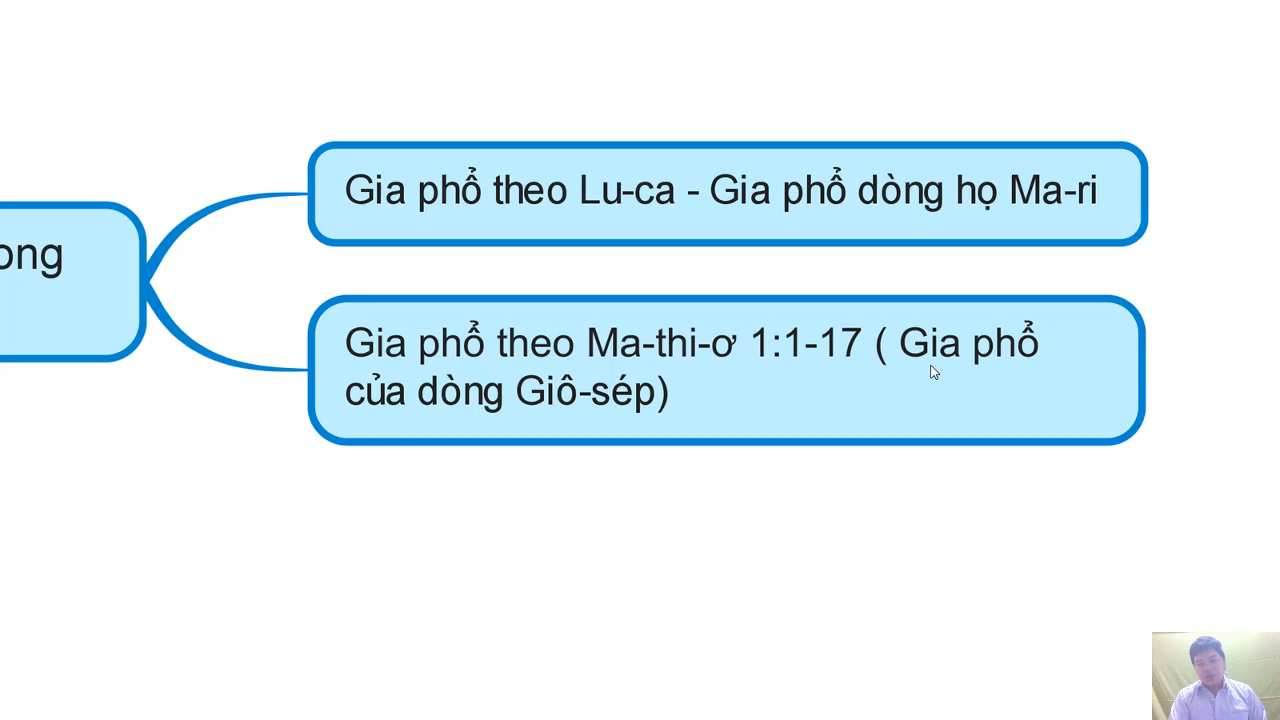 Gia phổ theo Lu-ca - Gia phổ dòng họ Ma-ri
ong
Gia phổ theo Ma-thi-ơ 1:1-17 ( Gia phổ
của dòng Giô-sép)